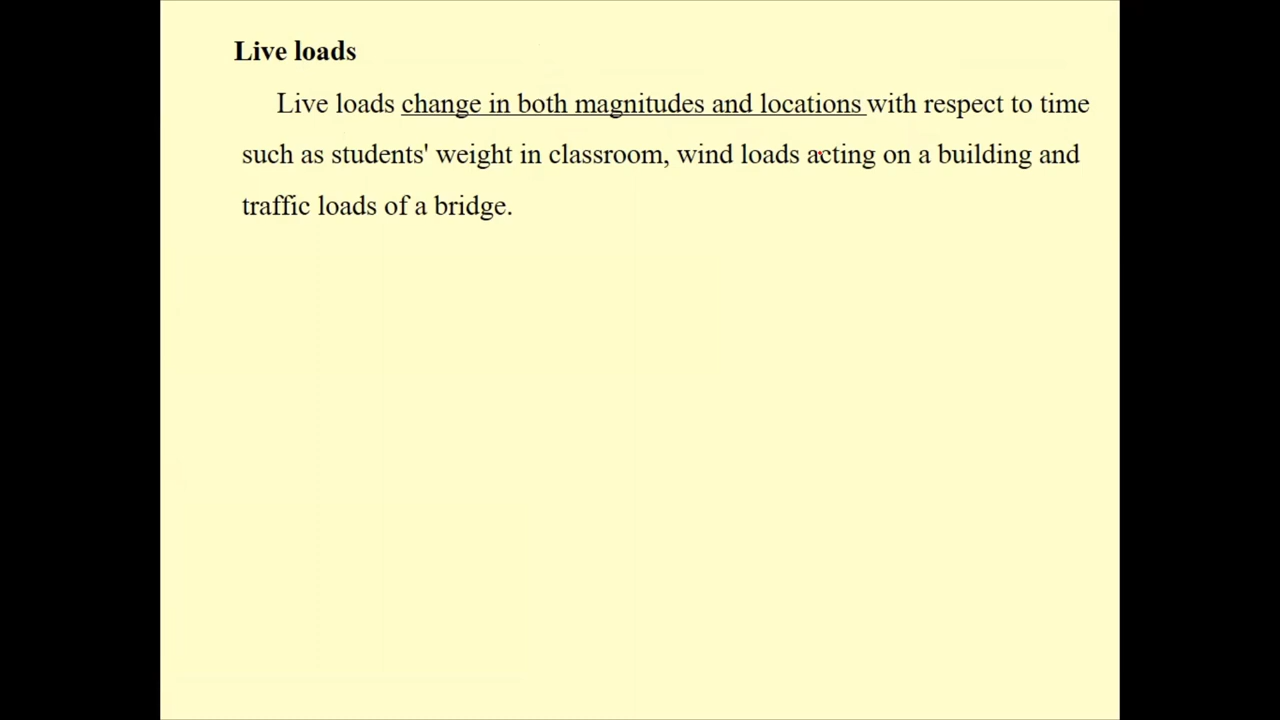 Live loads
Live loads change in both magnitudes and locations with respect to time
such as students' weight in classroom, wind loads acting on a building and
traffic loads of a bridge.